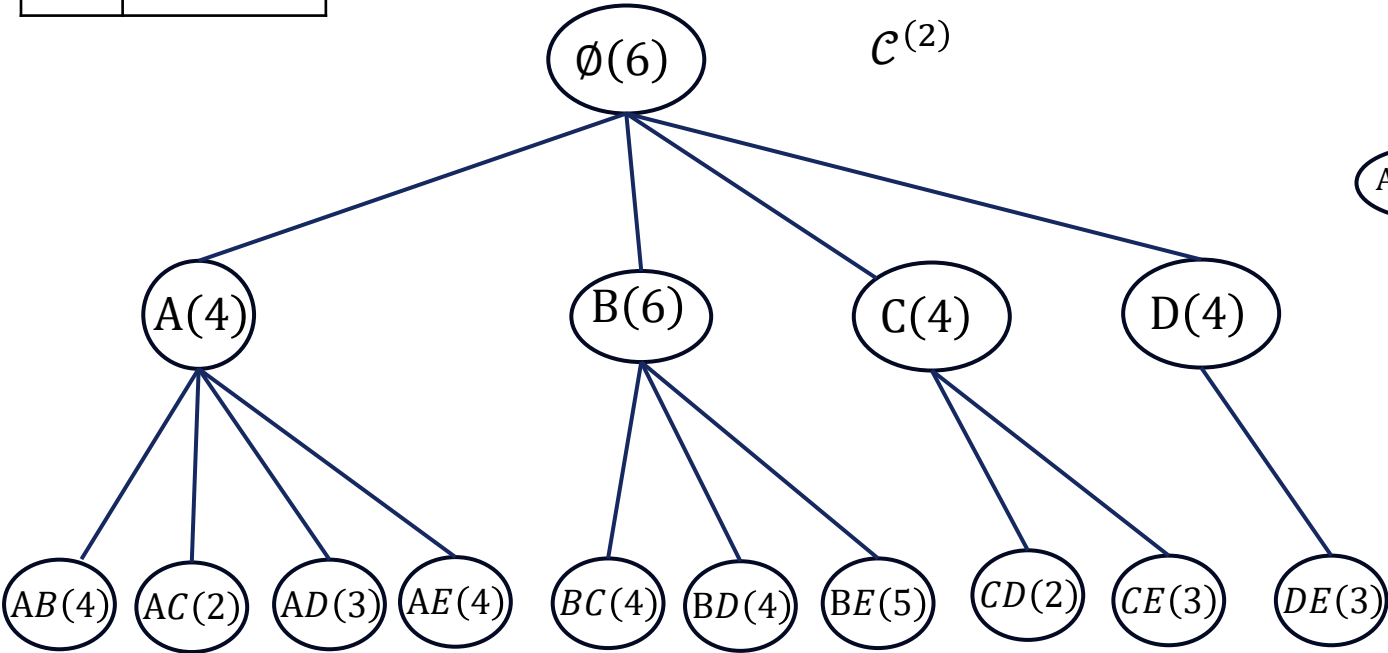 ∅(6)
𝒞⁽²⁾
A
A(4)
B(6)
C(4)
D(4)
AB(4)
AC(2)
AD(3)
AE(4)
BC(4)
BD(4)
BE(5)
CD(2)
CE(3)
DE(3)